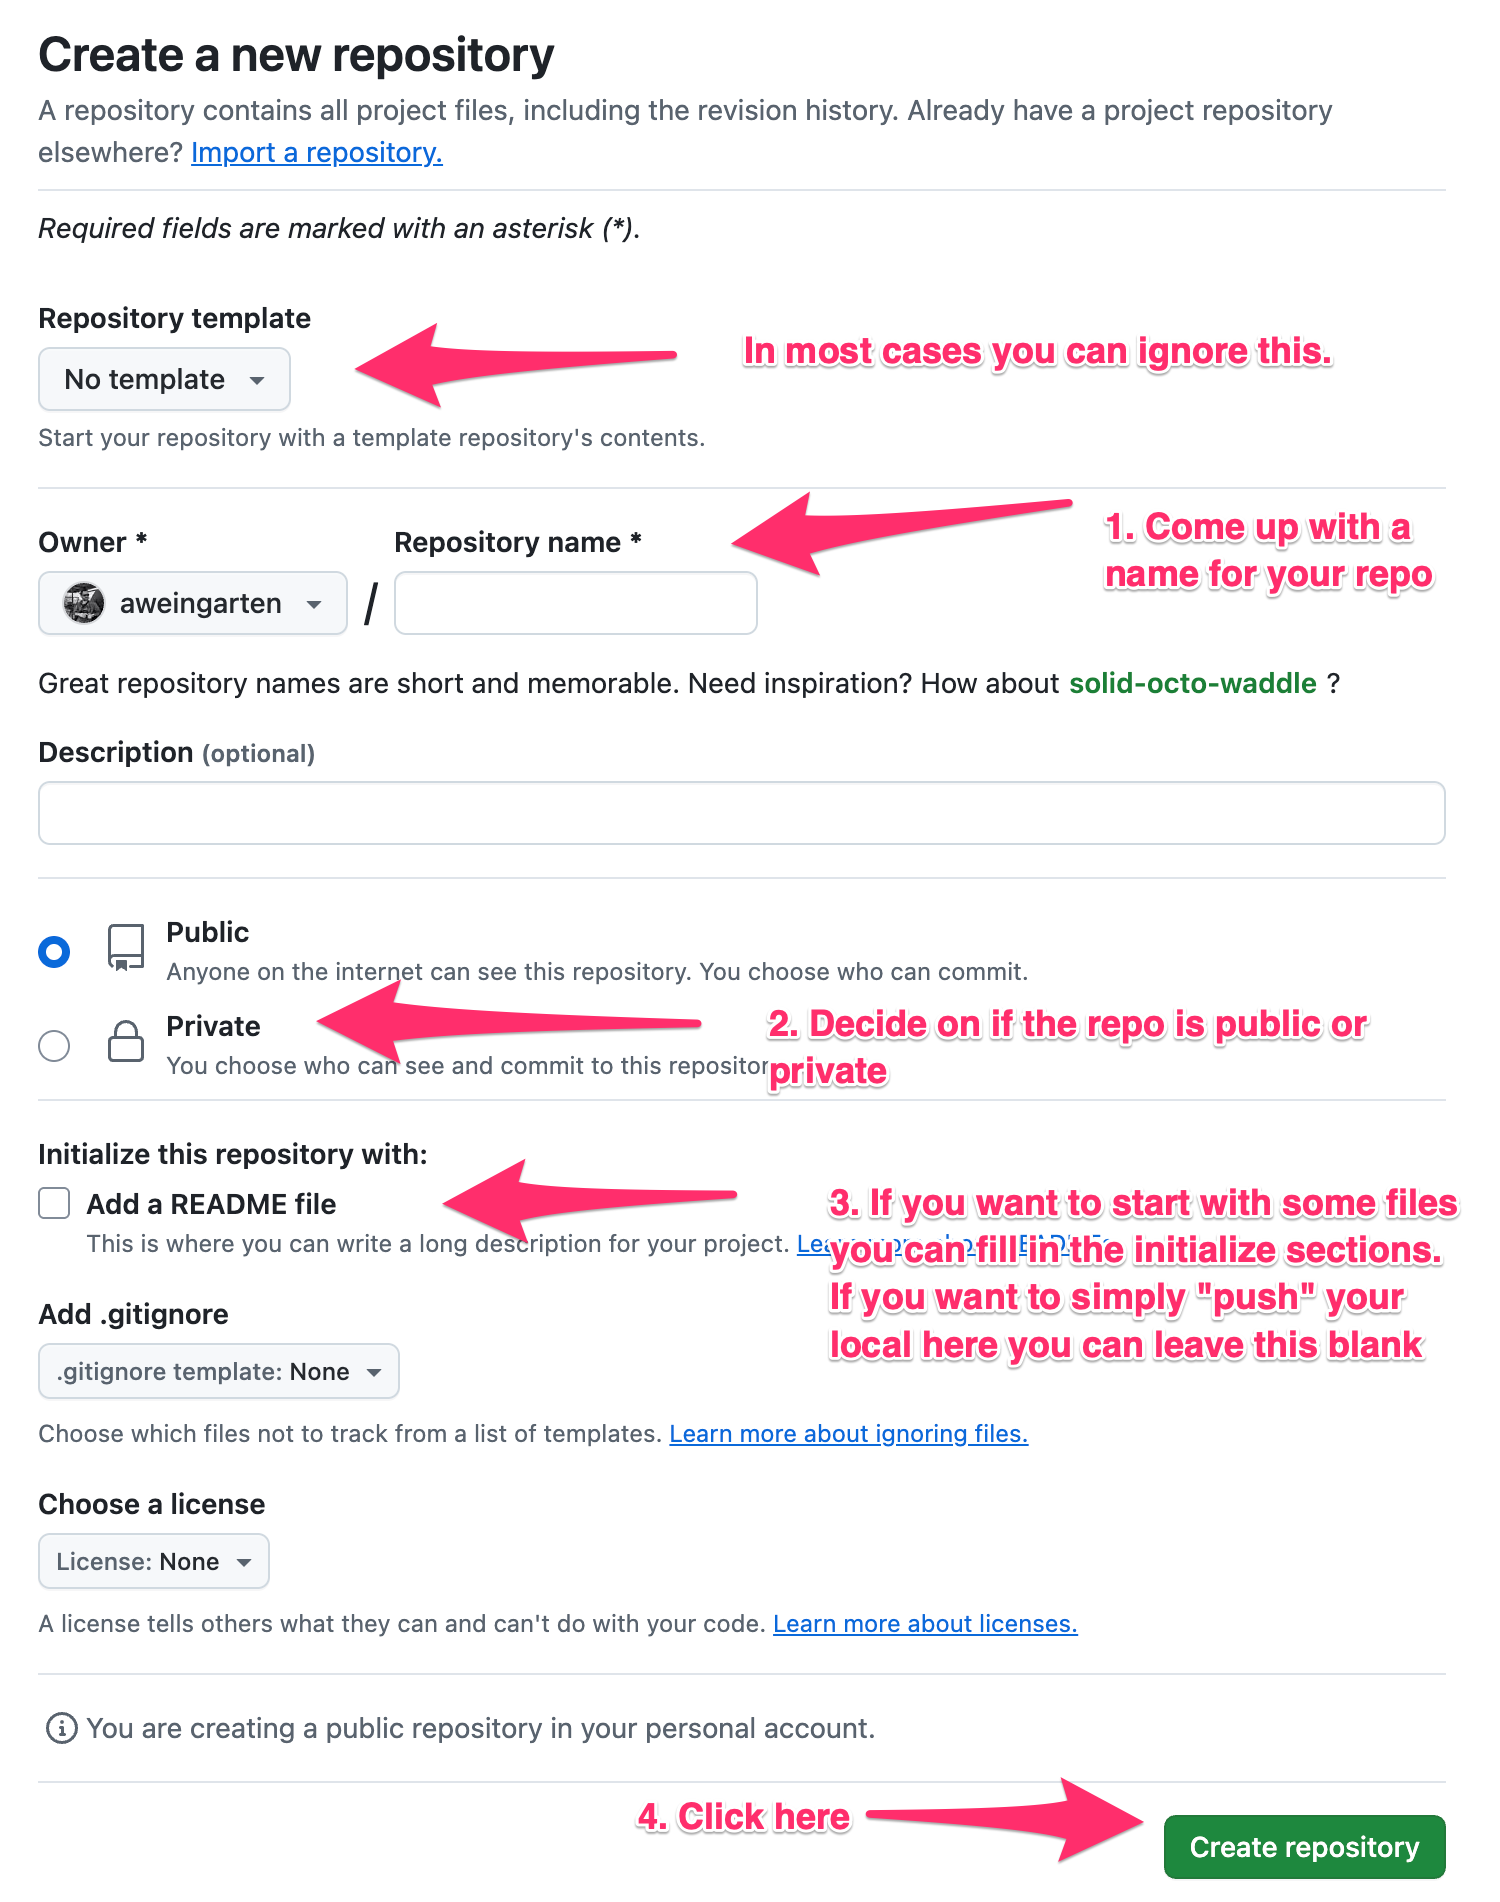 Create a new repository
A repository contains all project files, including the revision history. Already have a project repository
elsewhere? Import a repository.
Required fields are marked with an asterisk (*).
Repository template
In most cases you can ignore this.
No template
Start your repository with a template repository's contents.
1. Come up with a
name for your repo
Owner *
Repository name *
aweingarten
/
Great repository names are short and memorable. Need inspiration? How about solid-octo-waddle ?
Description (optional)
Public
Anyone on the internet can see this repository. You choose who can commit.
Private
You choose who can see and commit to this
2. Decide on if the repo is public or
private
Initialize this repository with:
Add a README file
This is where you can write a long description for your project.
3. If you want to start with some files
you can fill in the initialize sections.
If you want to simply "push" your
local here you can leave this blank
Add .gitignore
.gitignore template: None
Choose which files not to track from a list of templates. Learn more about ignoring files.
Choose a license
License: None
A license tells others what they can and can't do with your code. Learn more about licenses.
You are creating a public repository in your personal account.
4. Click here
Create repository